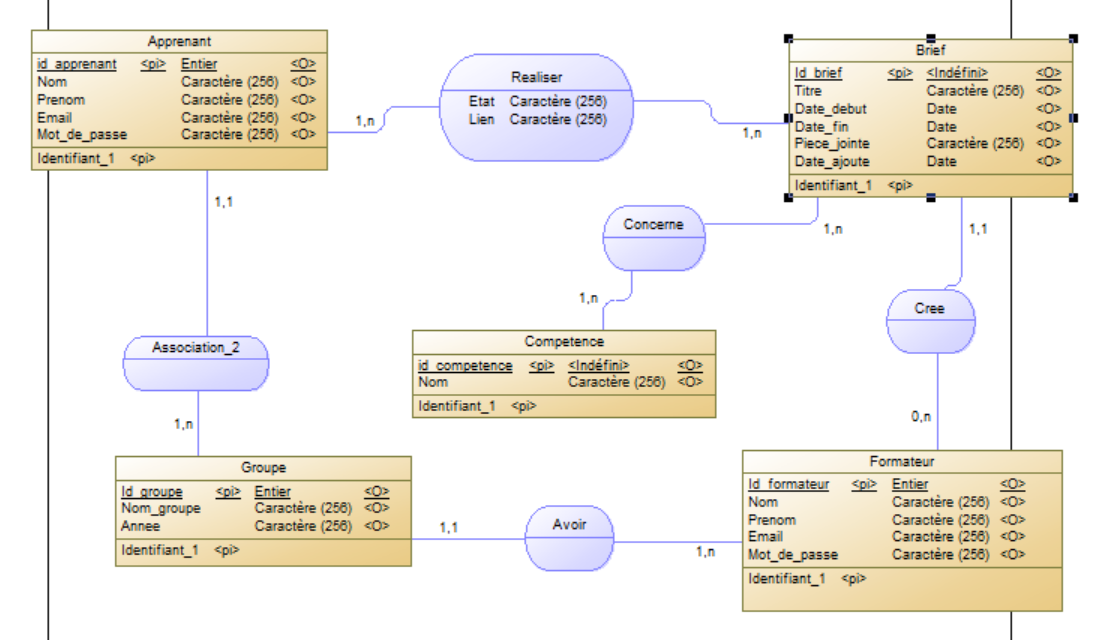 Apprenant
id_apprenant <pi> Entier <O>
Nom Caractère (256) <O>
Prenom Caractère (256) <O>
Email Caractère (256) <O>
Mot_de_passe Caractère (256) <O>
Identifiant_1 <pi>
1,n
Realiser
Etat Caractère (256)
Lien Caractère (256)
1,n
Brief
Id_brief <pi> <Indéfini> <O>
Titre Caractère (256) <O>
Date_debut Date <O>
Date_fin Date <O>
Piece_jointe Caractère (256) <O>
Date_ajoute Date <O>
Identifiant_1 <pi>
1,1
Concerne
1,n
1,1
1,n
Cree
Competence
id_competence <pi> <Indéfini> <O>
Nom Caractère (256) <O>
Identifiant_1 <pi>
Association_2
1,n
0,n
Groupe
Id_groupe <pi> Entier <O>
Nom_groupe Caractère (256) <O>
Annee Caractère (256) <O>
Identifiant_1 <pi>
1,1
Avoir
1,n
Formateur
Id_formateur <pi> Entier <O>
Nom Caractère (256) <O>
Prenom Caractère (256) <O>
Email Caractère (256) <O>
Mot_de_passe Caractère (256) <O>
Identifiant_1 <pi>